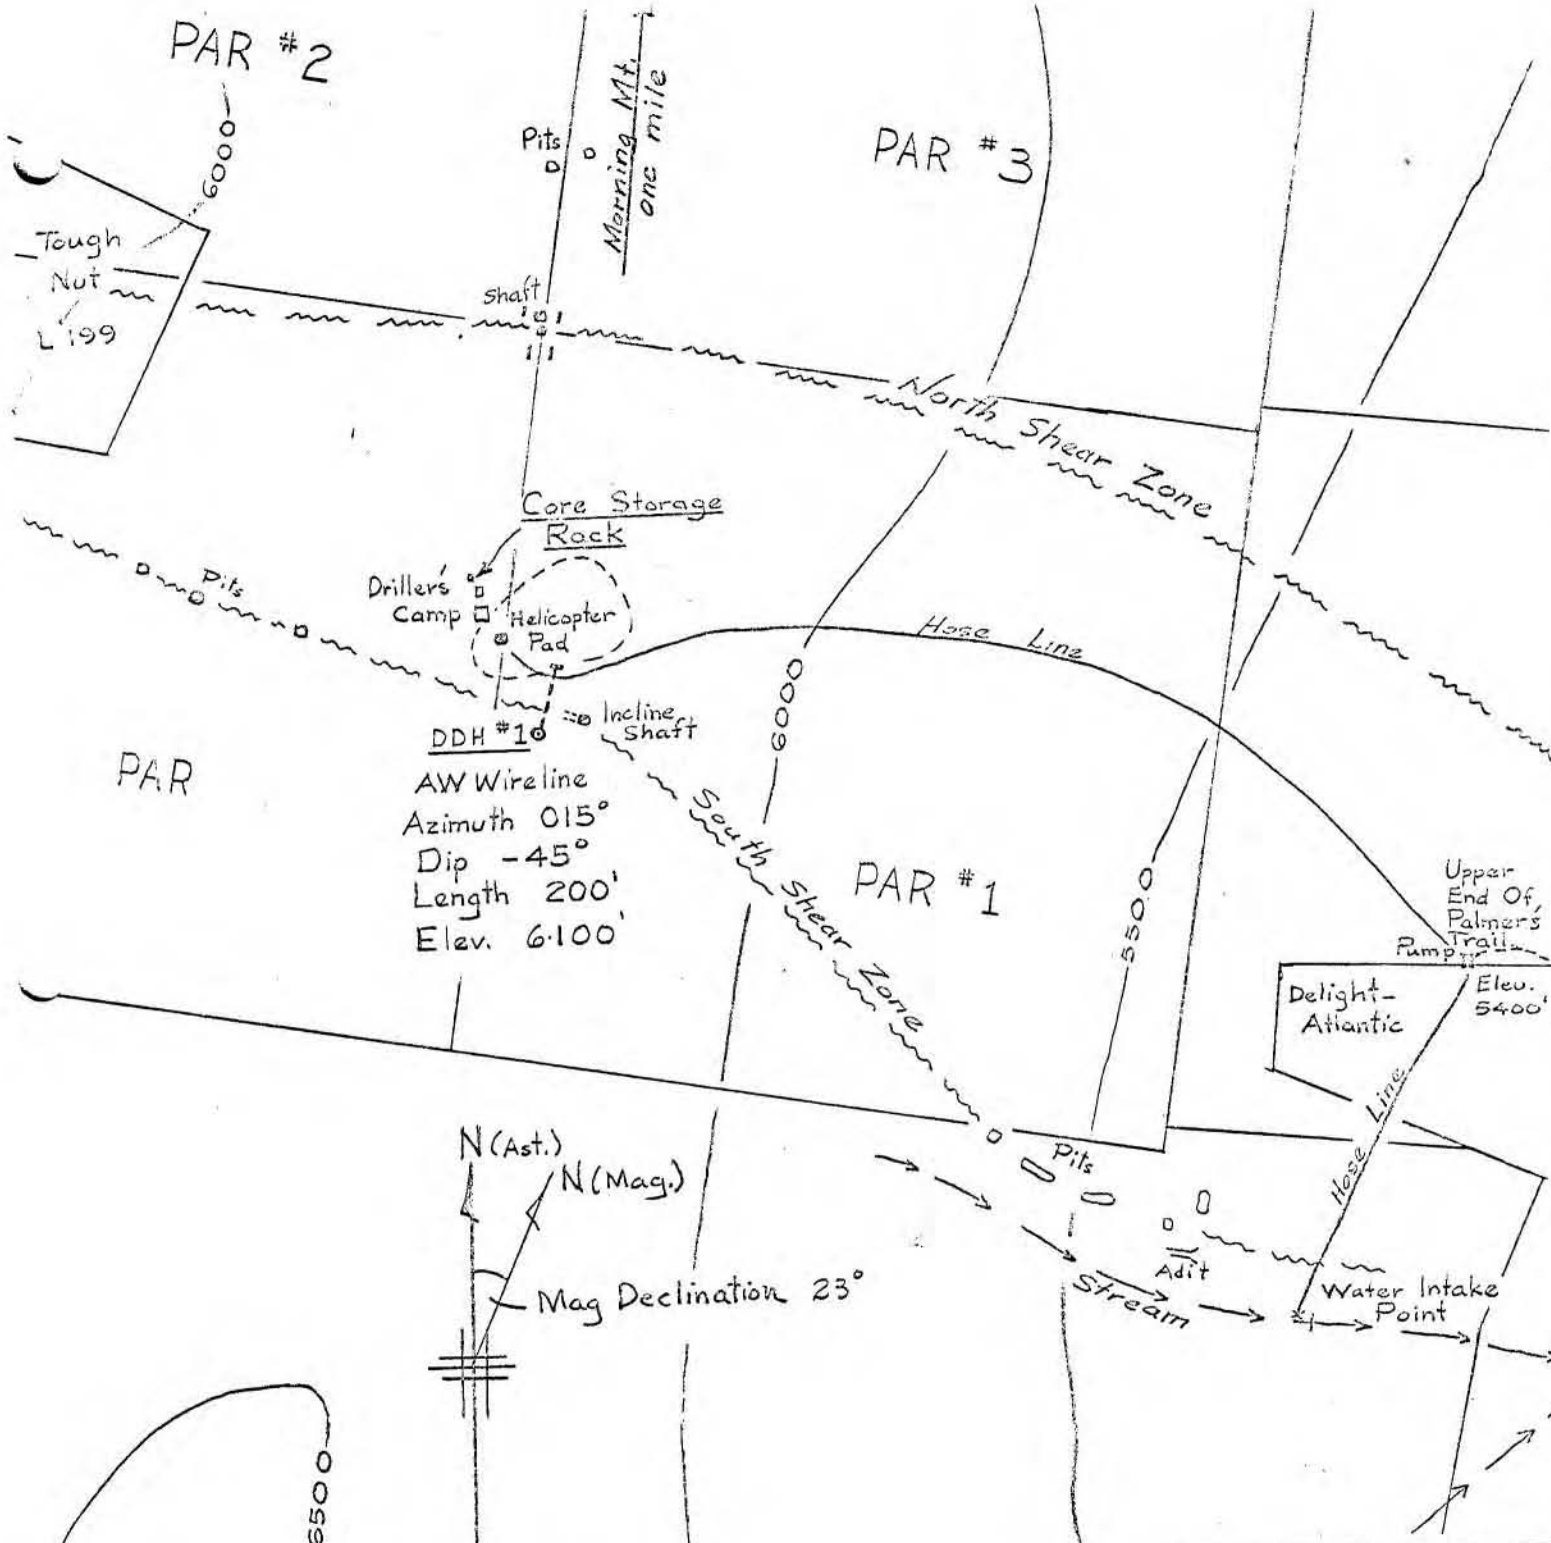 PAR #2
6000
Pits
Morning Mt.
one mile
PAR #3
Tough
Nut
L 199
Shaft
North Shear Zone
Core Storage
Rack
Pits
Driller's
Camp
Helicopter
Pad
Hose Line
6000
Incline
Shaft
DDH #1
PAR
AW Wireline
Azimuth 015°
Dip -45°
Length 200'
Elev. 6100'
South Shear Zone
PAR #1
5500
Upper
End Of
Palmer's
Trail
Pump
Elev.
5400'
Delight-
Atlantic
Hose Line
N (Ast.)
N (Mag.)
Pits
Mag Declination 23°
Adit
Stream
Water Intake
Point
6500